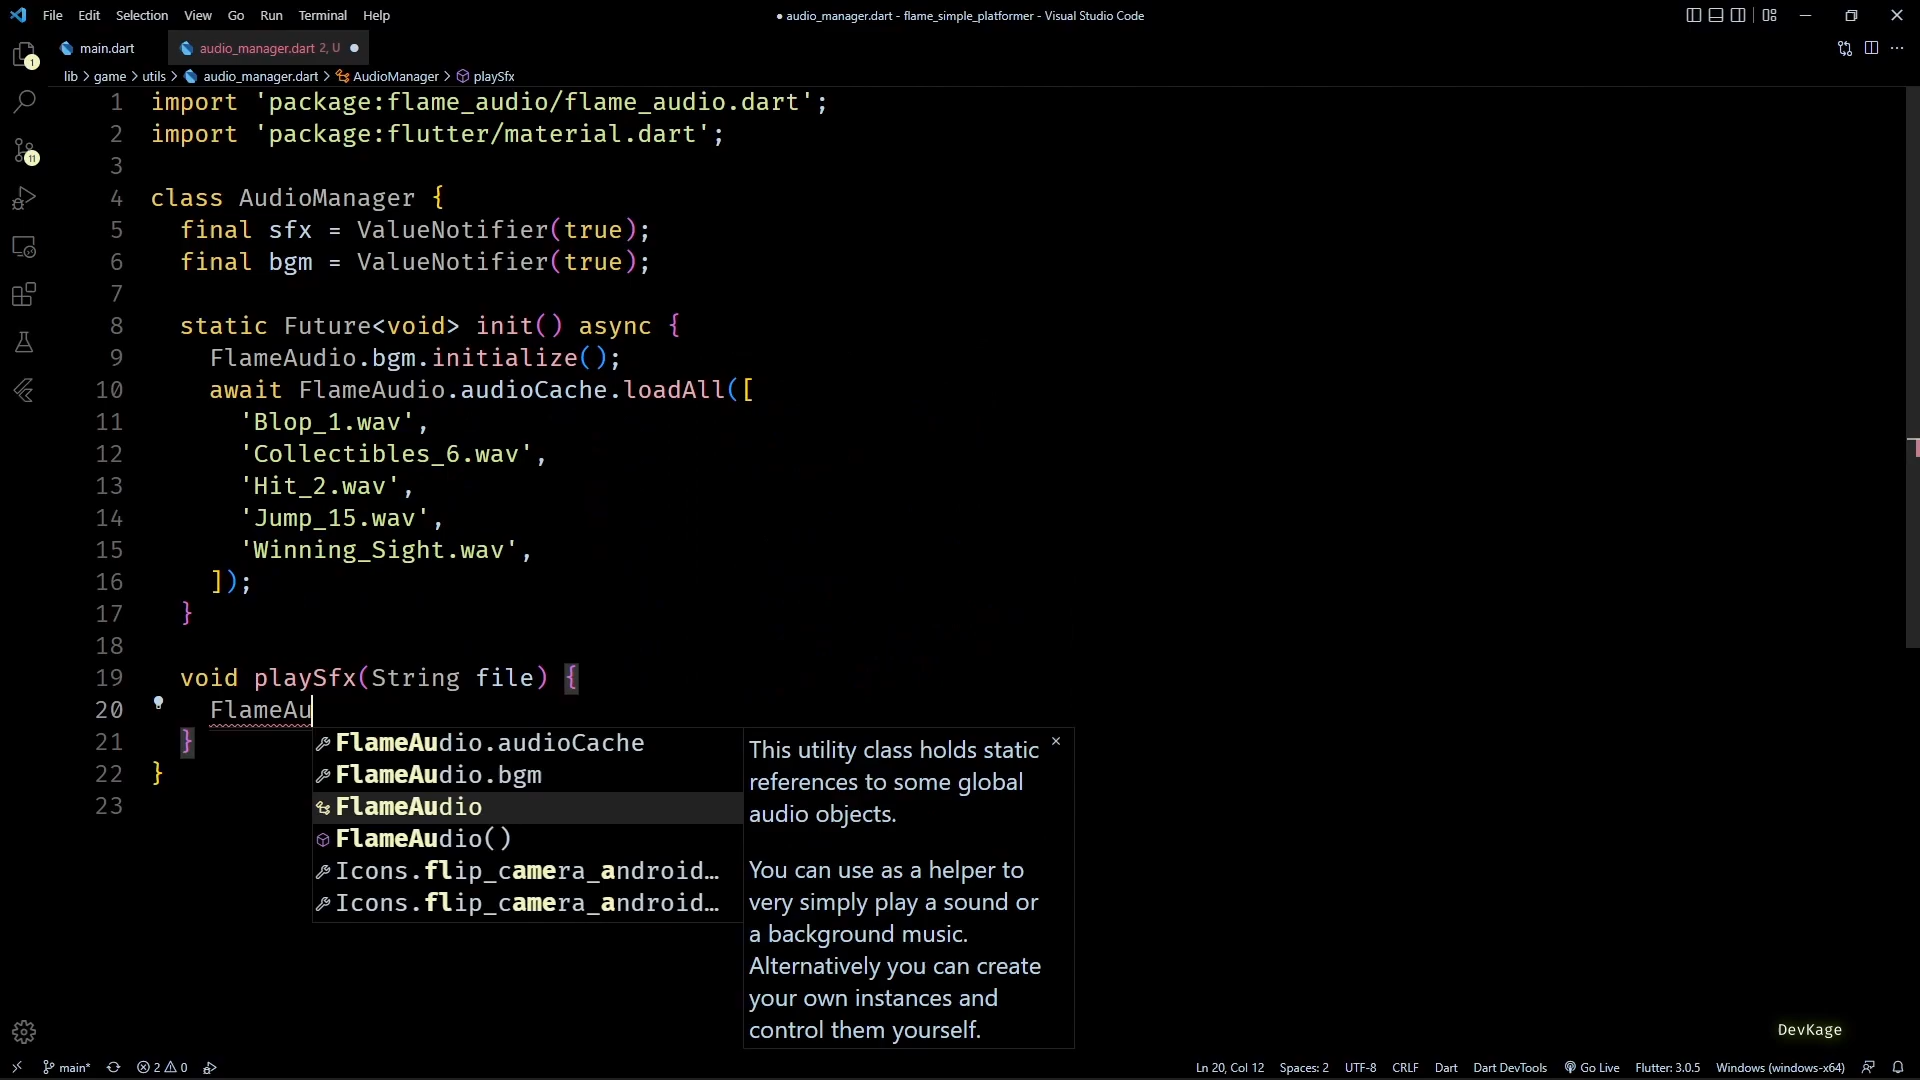 File Edit Selection View Go Run Terminal Help
● audio_manager.dart - flame_simple_platformer - Visual Studio Code
main.dart
audio_manager.dart 2, U ●
lib > game > utils > audio_manager.dart > AudioManager > playSfx
1
11
1 import 'package:flame_audio/flame_audio.dart';
2 import 'package:flutter/material.dart';
3
4 class AudioManager {
5 final sfx = ValueNotifier(true);
6 final bgm = ValueNotifier(true);
7
8 static Future<void> init() async {
9 FlameAudio.bgm.initialize();
10 await FlameAudio.audioCache.loadAll([
11 'Blop_1.wav',
12 'Collectibles_6.wav',
13 'Hit_2.wav',
14 'Jump_15.wav',
15 'Winning_Sight.wav',
16 ]);
17 }
18
19 void playSfx(String file) {
20 FlameAu
21 }
22 }
23
FlameAudio.audioCache
FlameAudio.bgm
FlameAudio
FlameAudio()
Icons.flip_camera_android…
Icons.flip_camera_android…
This utility class holds static
references to some global
audio objects.
You can use as a helper to
very simply play a sound or
a background music.
Alternatively you can create
your own instances and
control them yourself.
DevKage
main* 2 0 Ln 20, Col 12 Spaces: 2 UTF-8 CRLF Dart Dart DevTools Go Live Flutter: 3.0.5 Windows (windows-x64)